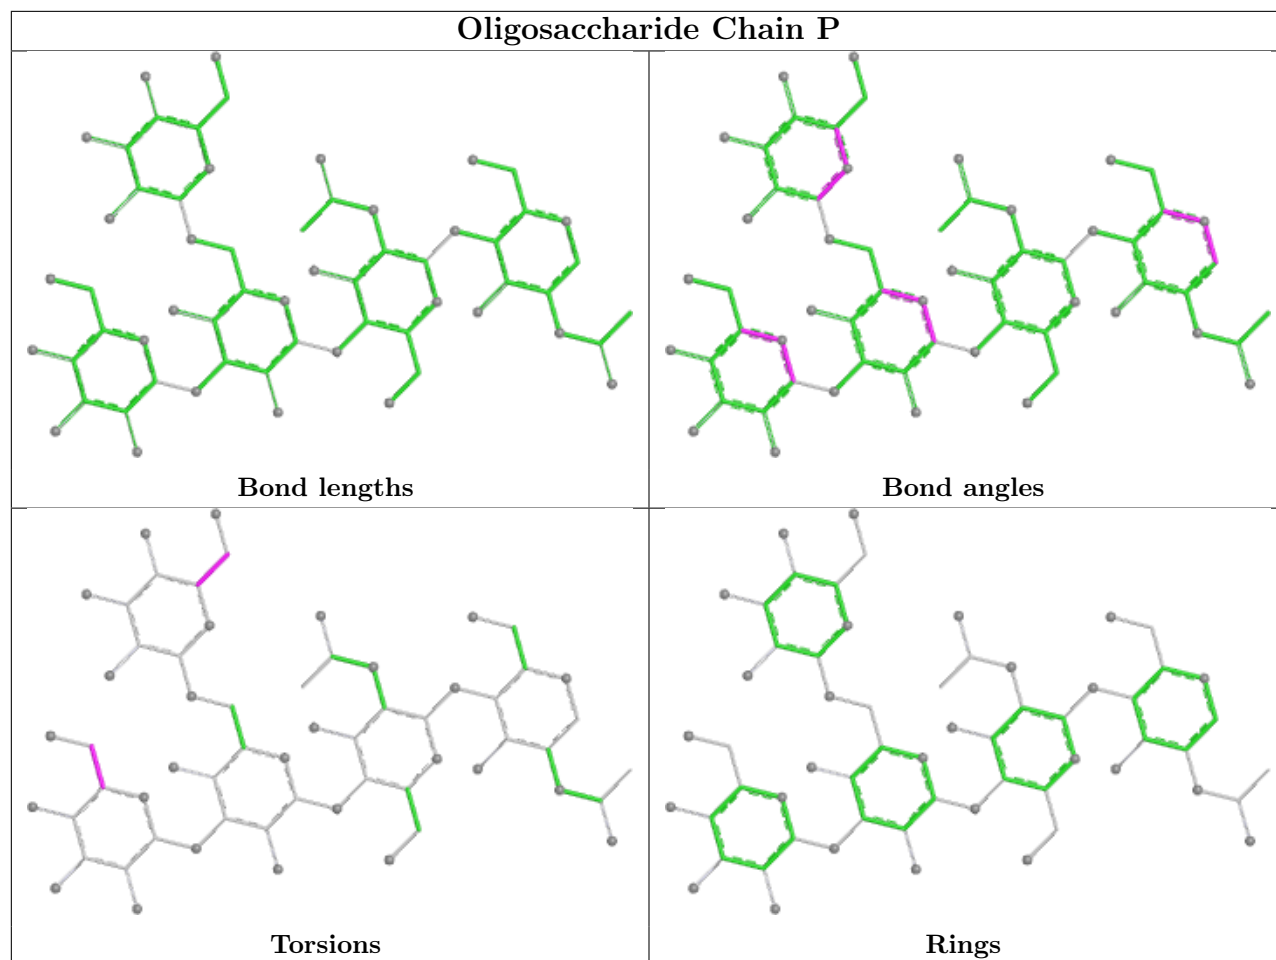 Oligosaccharide Chain P
Bond lengths
Bond angles
Torsions
Rings